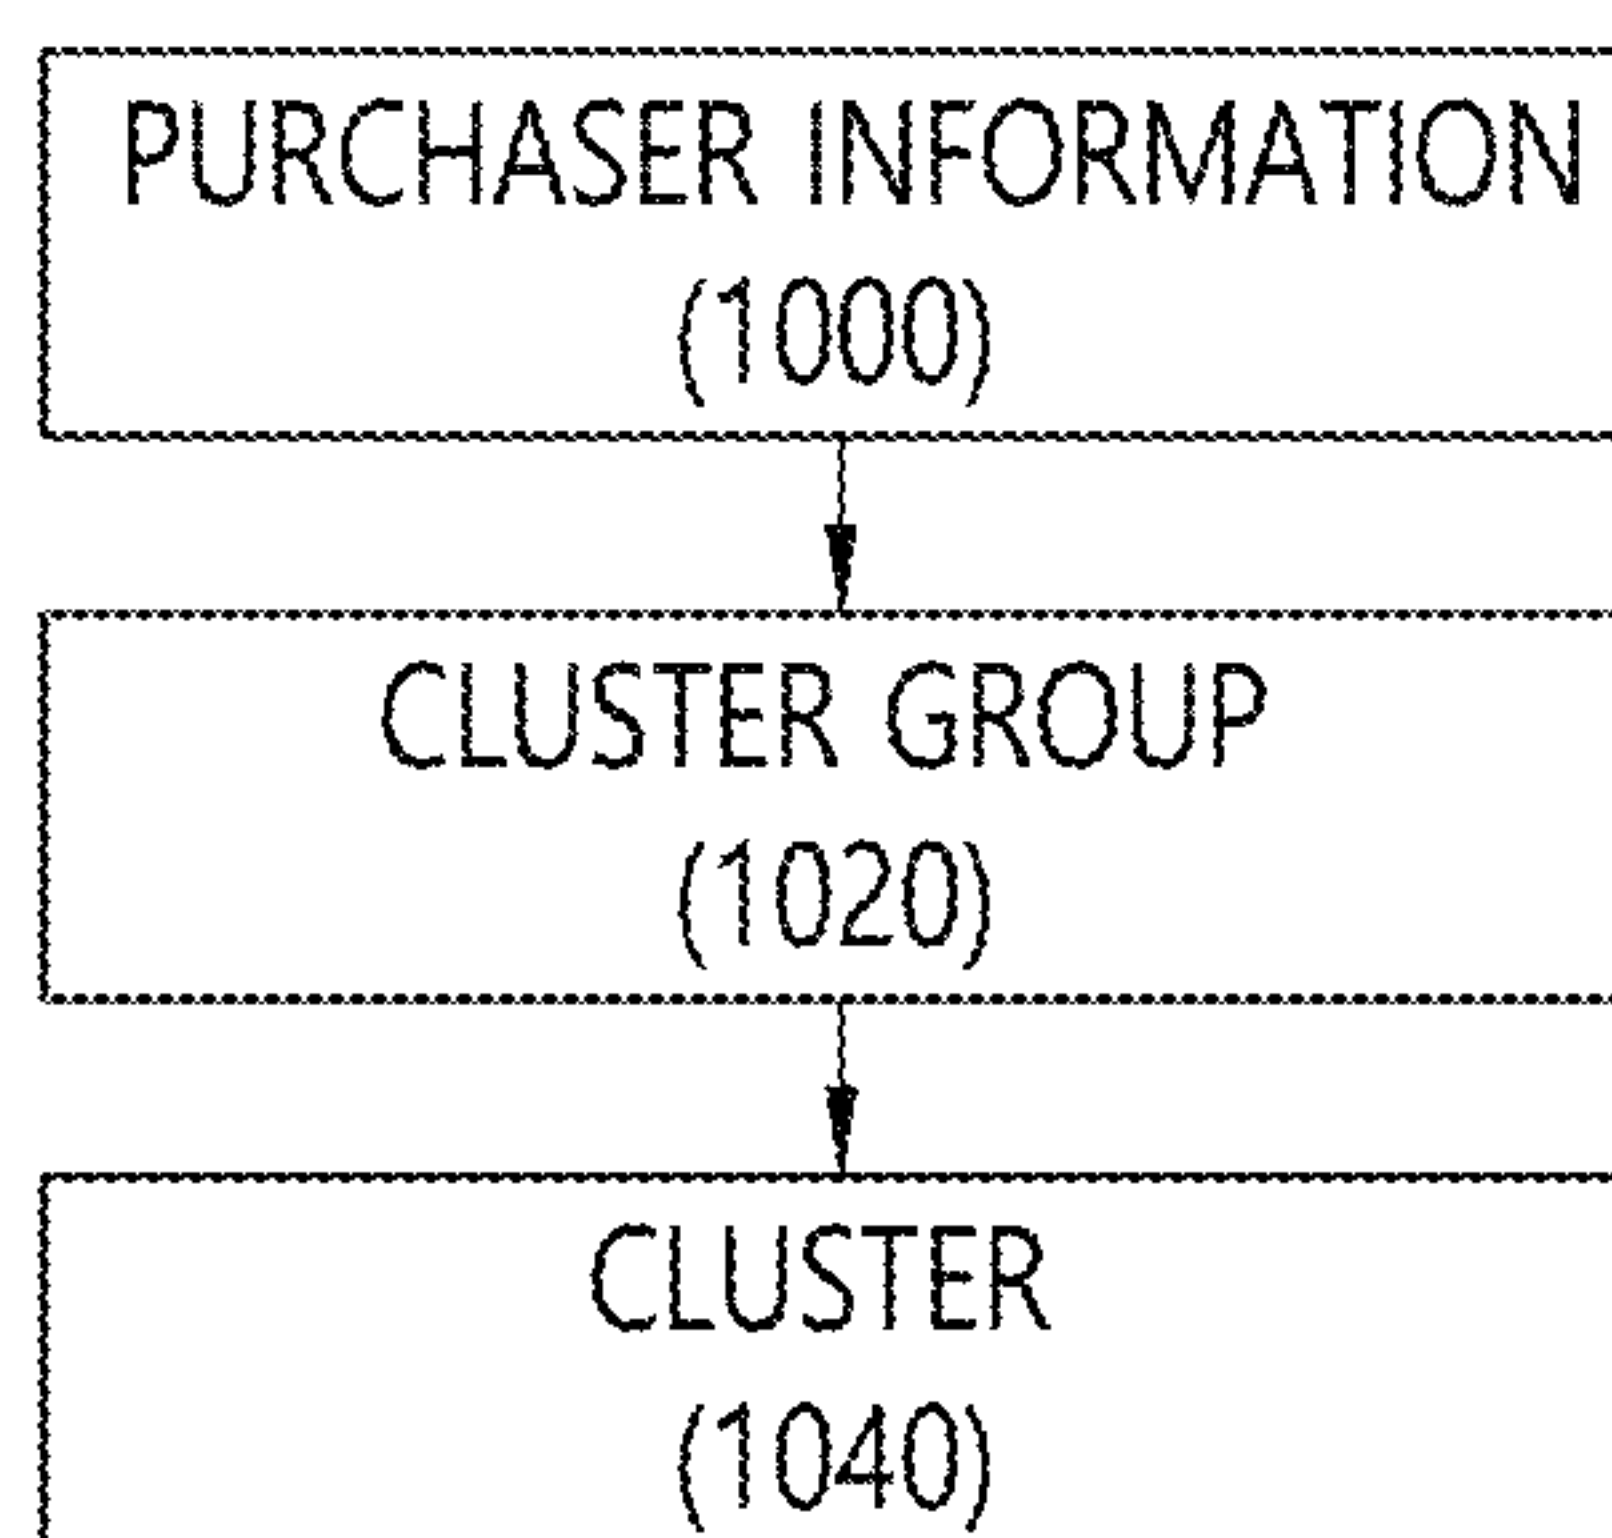 PURCHASER INFORMATION
(1000)
CLUSTER GROUP
(1020)
CLUSTER
(1040)